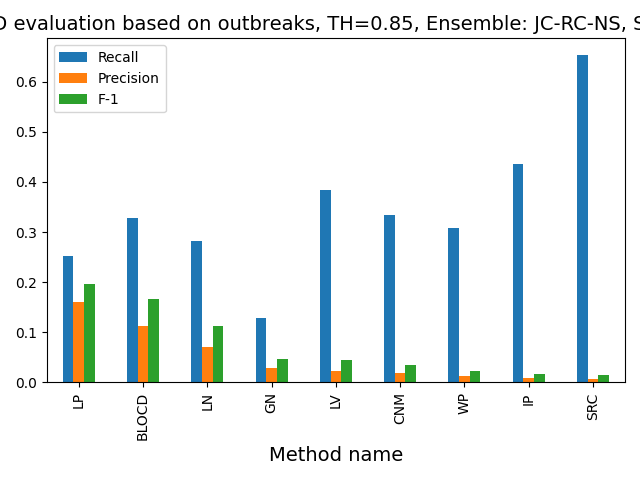 evaluation based on outbreaks, TH=0.85, Ensemble: JC-RC-NS,
Recall
Precision
F-1
0.6
0.5
0.4
0.3
0.2
0.1
0.0
LP
BLOCD
LN
GN
LV
CNM
WP
IP
SRC
Method name